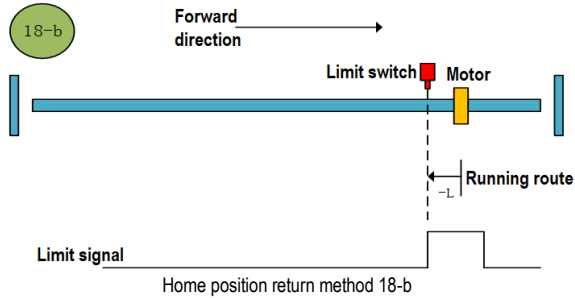 18-b
Forward
direction
Limit switch
Motor
Running route
−L
Limit signal
Home position return method 18-b